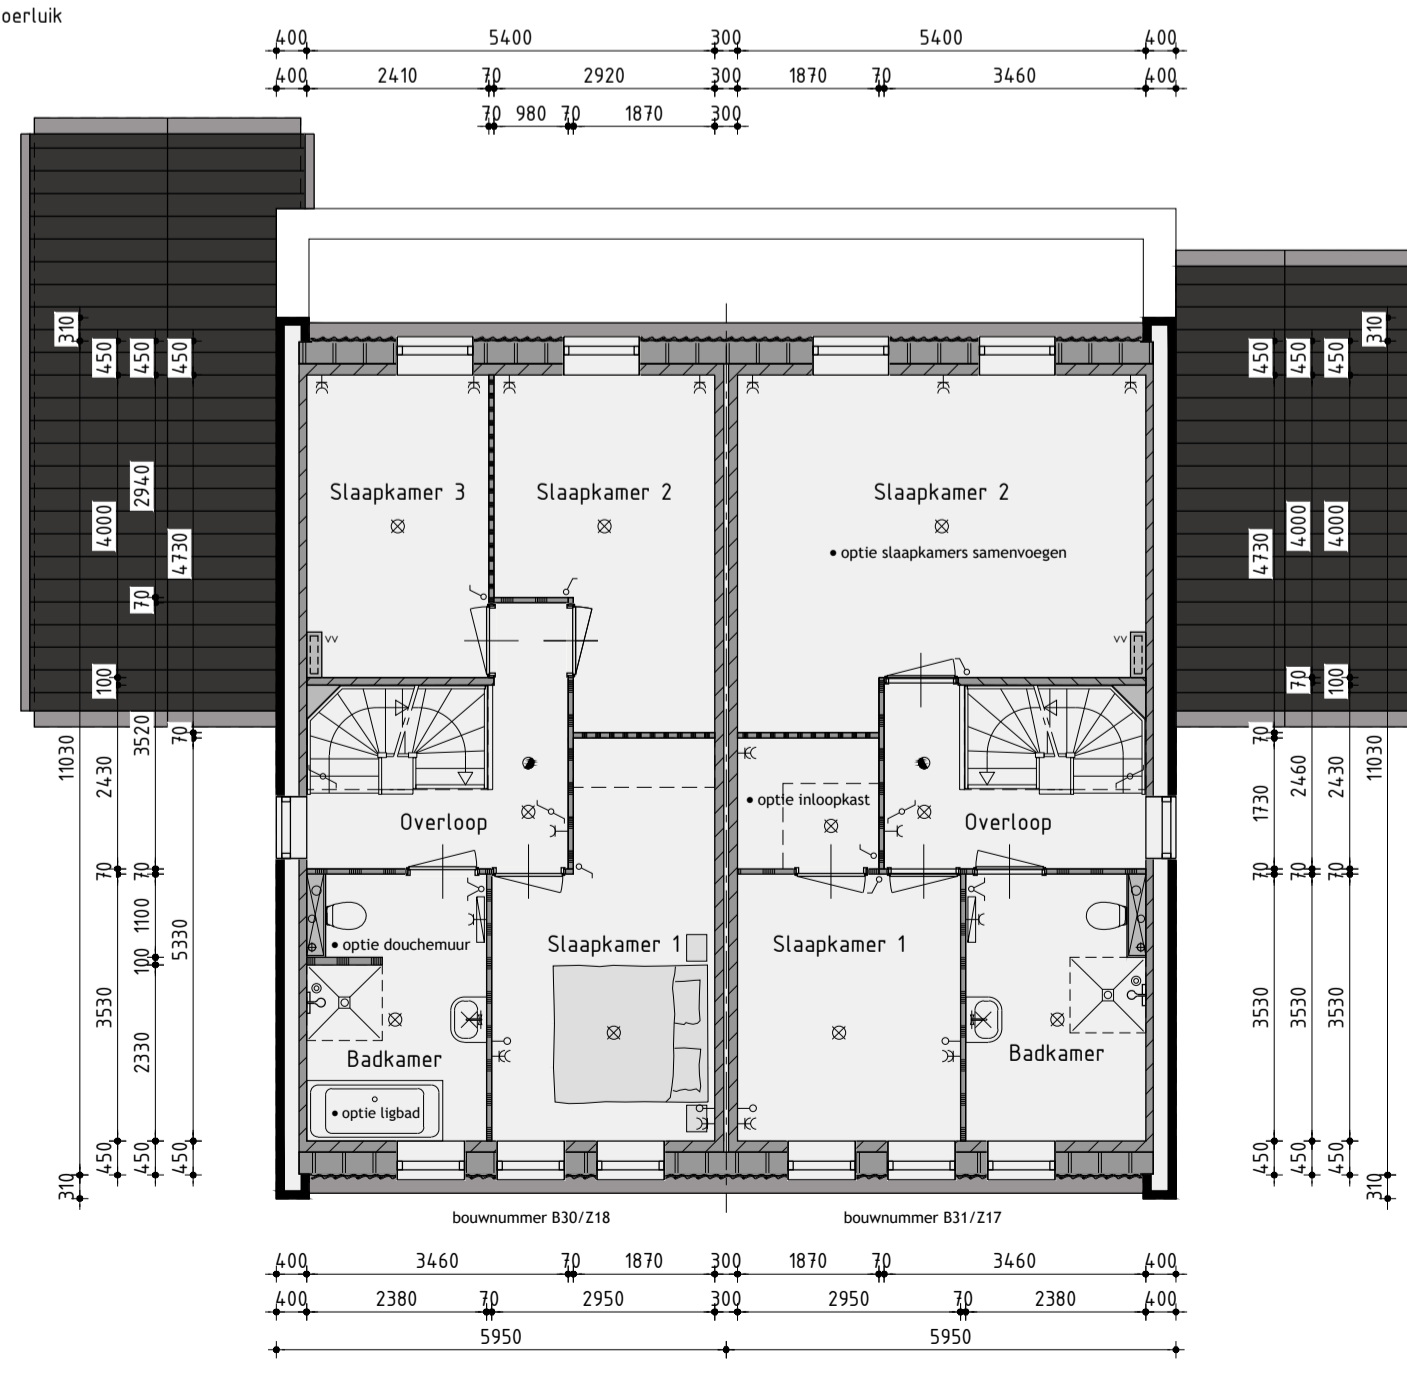 oerluik
400 5400 300 5400 400
400 2410 70 2920 300 1870 70 3460 400
70 980 70 1870 300
310 450 450 450
450 450 450 310
2940 4000 4730 70 100
4730 4000 4000 70 100
Slaapkamer 3 Slaapkamer 2 Slaapkamer 2
• optie slaapkamers samenvoegen
VV VV
11030 2430 3520 70
70 1730 2460 2430 11030
• optie inloopkast
Overloop Overloop
70 70
70 70 70
• optie douchemuur
Slaapkamer 1 Slaapkamer 1
1100 5330 100 3530 2330
3530 3530 3530
Badkamer Badkamer
• optie ligbad
310 450 450 450
450 450 450 310
bouwnummer B30/Z18 bouwnummer B31/Z17
400 3460 70 1870 300 1870 70 3460 400
400 2380 70 2950 300 2950 70 2380 400
5950 5950